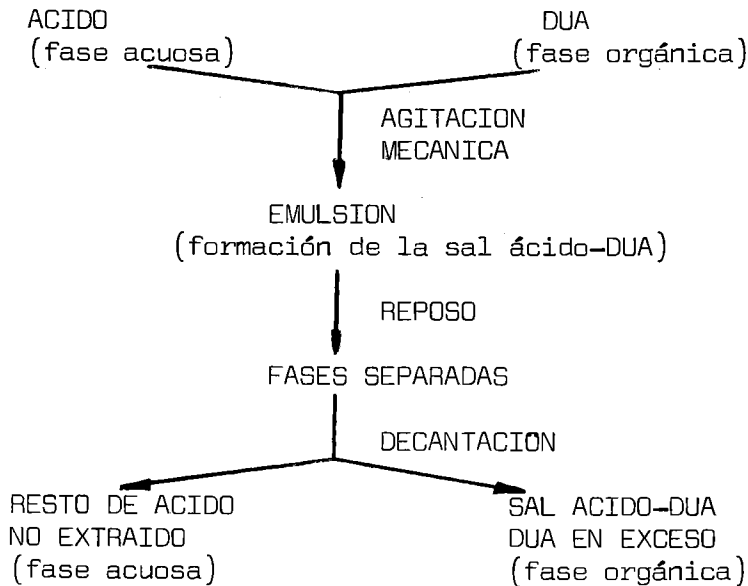 ACIDO
(fase acuosa)
DUA
(fase orgánica)
AGITACION
MECANICA
EMULSION
(formación de la sal ácido-DUA)
REPOSO
FASES SEPARADAS
DECANTACION
RESTO DE ACIDO
NO EXTRAIDO
(fase acuosa)
SAL ACIDO-DUA
DUA EN EXCESO
(fase orgánica)